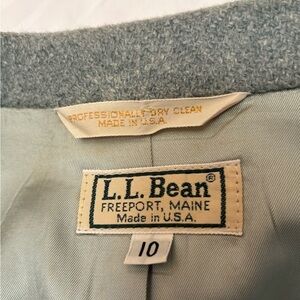 PROFESSIONALLY DRY CLEAN
MADE IN U.S.A.
L.L.Bean®
FREEPORT, MAINE
Made in U.S.A.
10